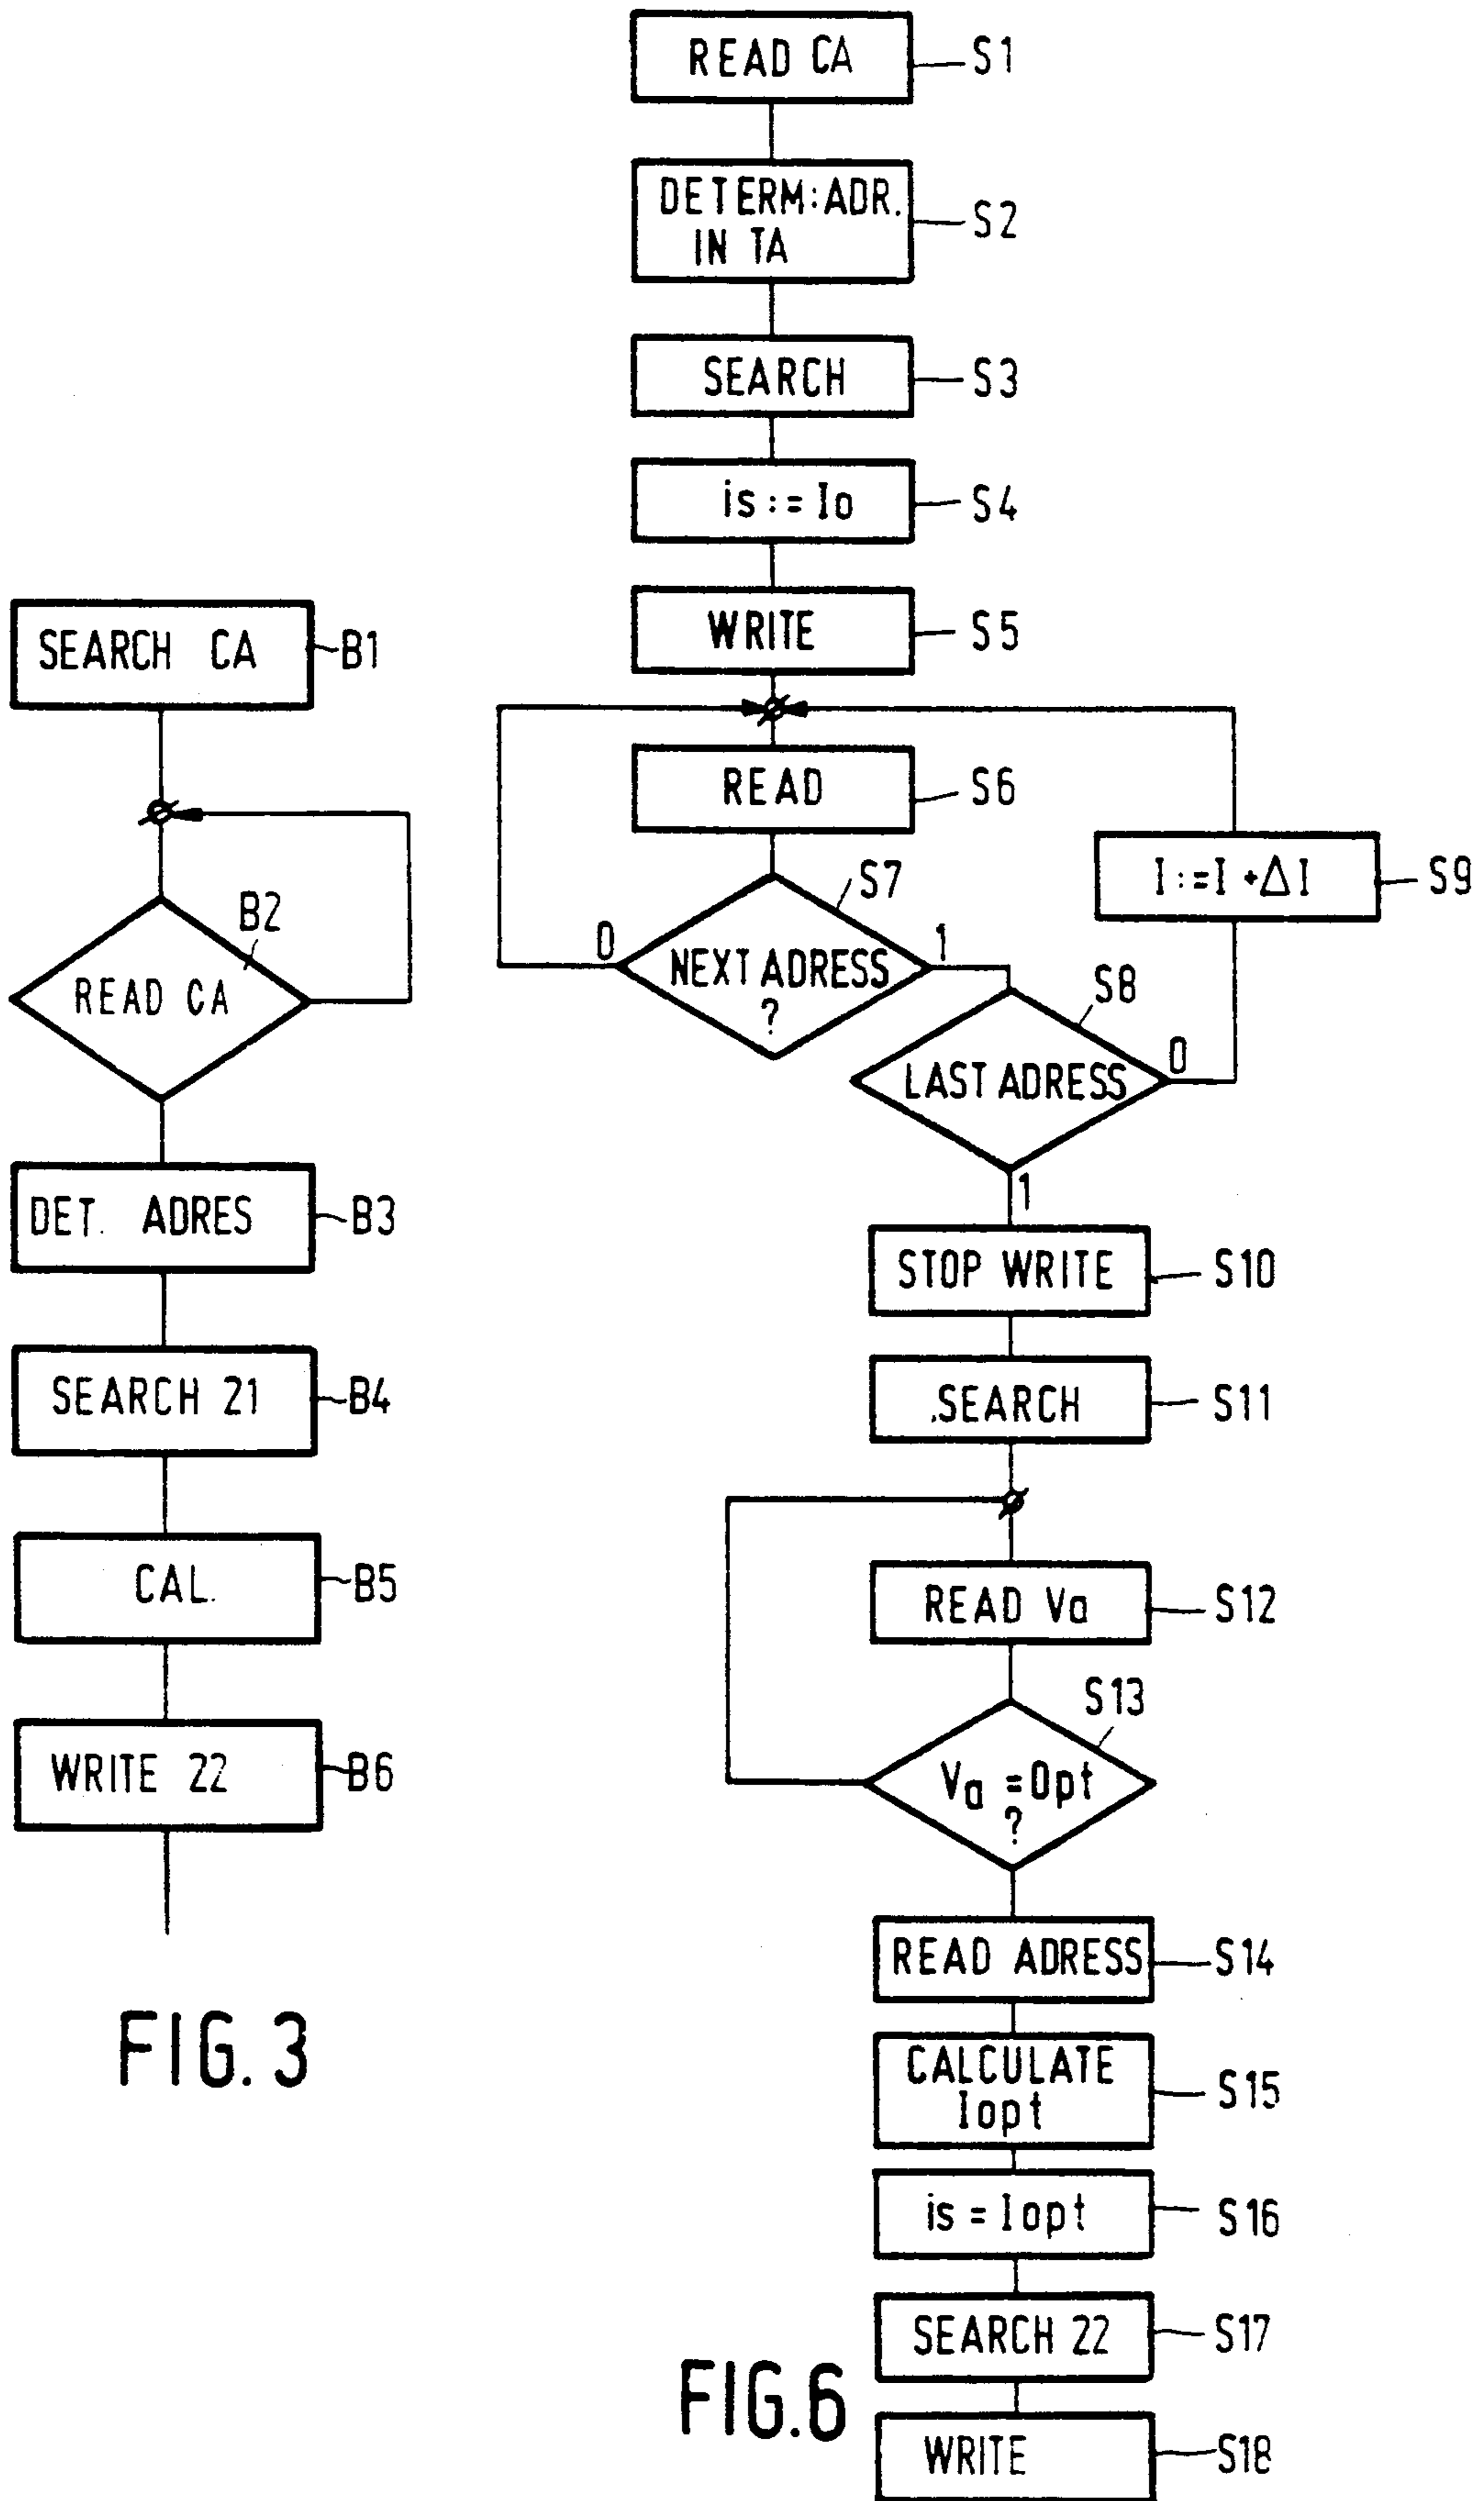 SEARCH CA
B1
B2
READ CA
DET. ADRES
B3
SEARCH 21
B4
CAL.
B5
WRITE 22
B6
FIG.3
READ CA
S1
DETERM:ADR.
IN TA
S2
SEARCH
S3
is:=Io
S4
WRITE
S5
READ
S6
S7
0
NEXT ADRESS
?
1
I:=I+ΔI
S9
S8
LAST ADRESS
0
1
STOP WRITE
S10
.SEARCH
S11
READ Va
S12
S13
Va =Opt
?
READ ADRESS
S14
CALCULATE
Iopt
S15
is=Iopt
S16
SEARCH 22
S17
WRITE
S18
FIG.6